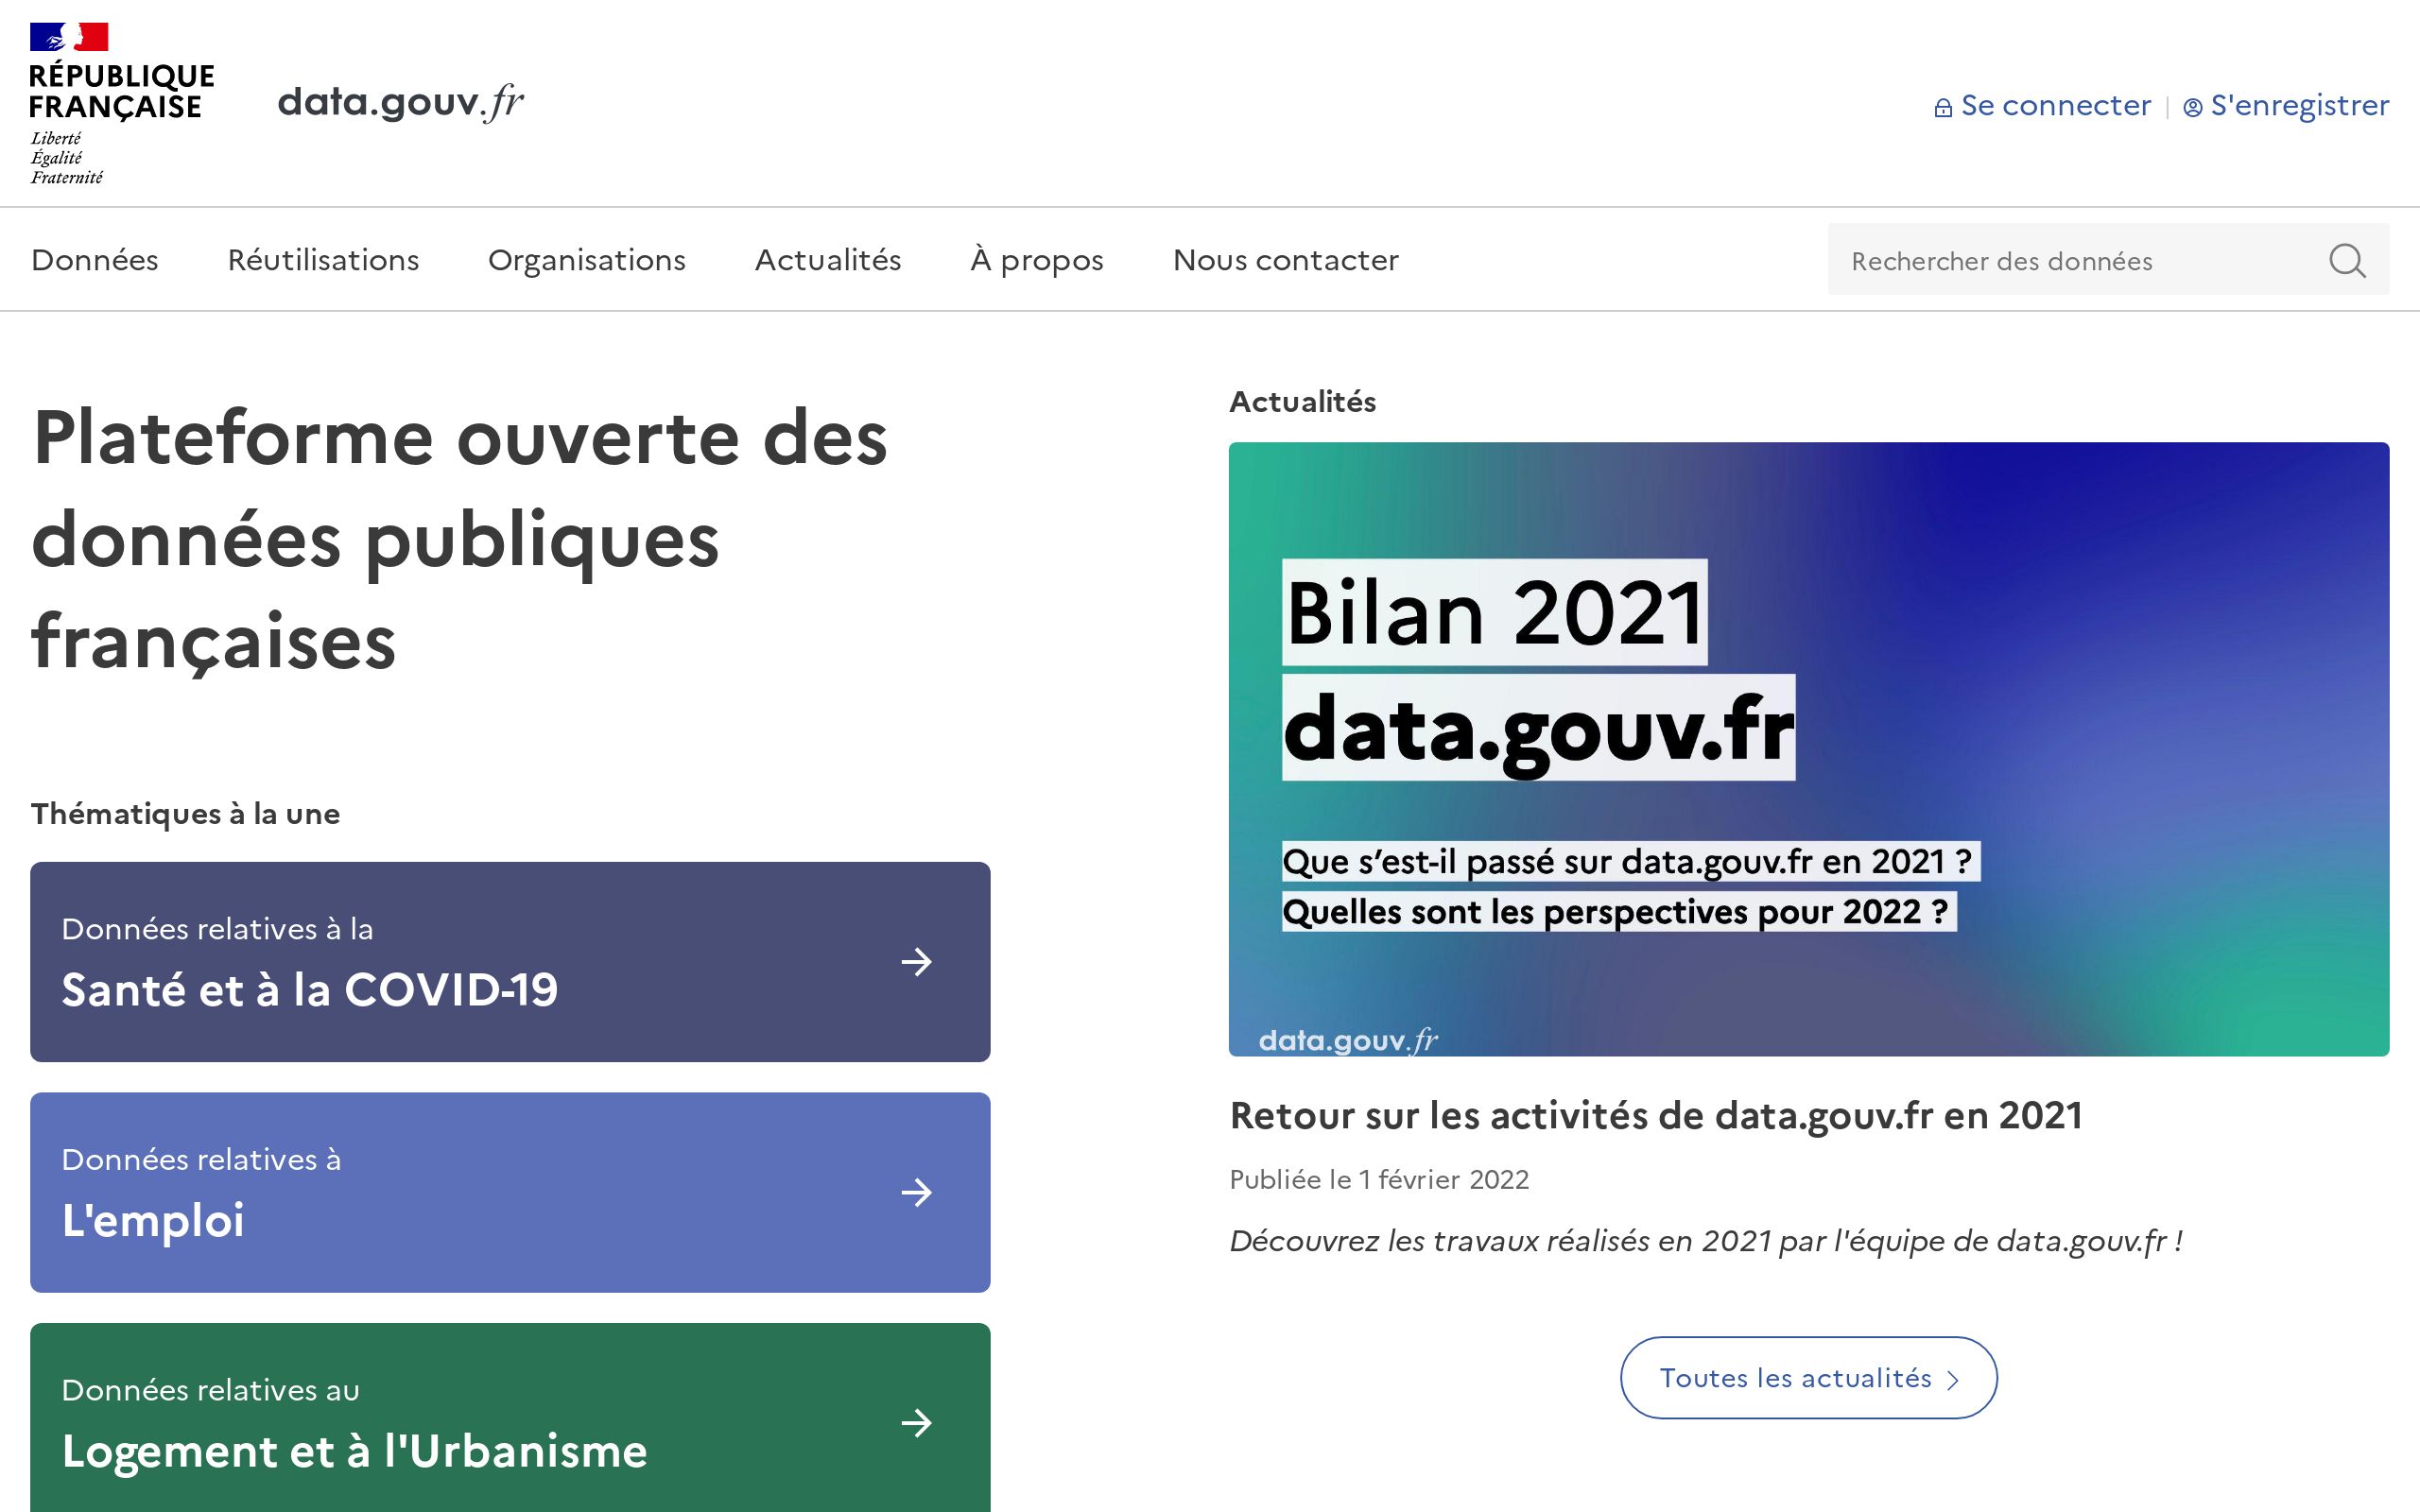 RÉPUBLIQUE
FRANÇAISE
Liberté
Égalité
Fraternité
data.gouv.fr
Se connecter
S'enregistrer
Données
Réutilisations
Organisations
Actualités
À propos
Nous contacter
Rechercher des données
Plateforme ouverte des
données publiques
françaises
Thématiques à la une
Données relatives à la
Santé et à la COVID-19
Données relatives à
L'emploi
Données relatives au
Logement et à l'Urbanisme
Actualités
Bilan 2021
data.gouv.fr
Que s’est-il passé sur data.gouv.fr en 2021 ?
Quelles sont les perspectives pour 2022 ?
data.gouv.fr
Retour sur les activités de data.gouv.fr en 2021
Publiée le 1 février 2022
Découvrez les travaux réalisés en 2021 par l'équipe de data.gouv.fr !
Toutes les actualités